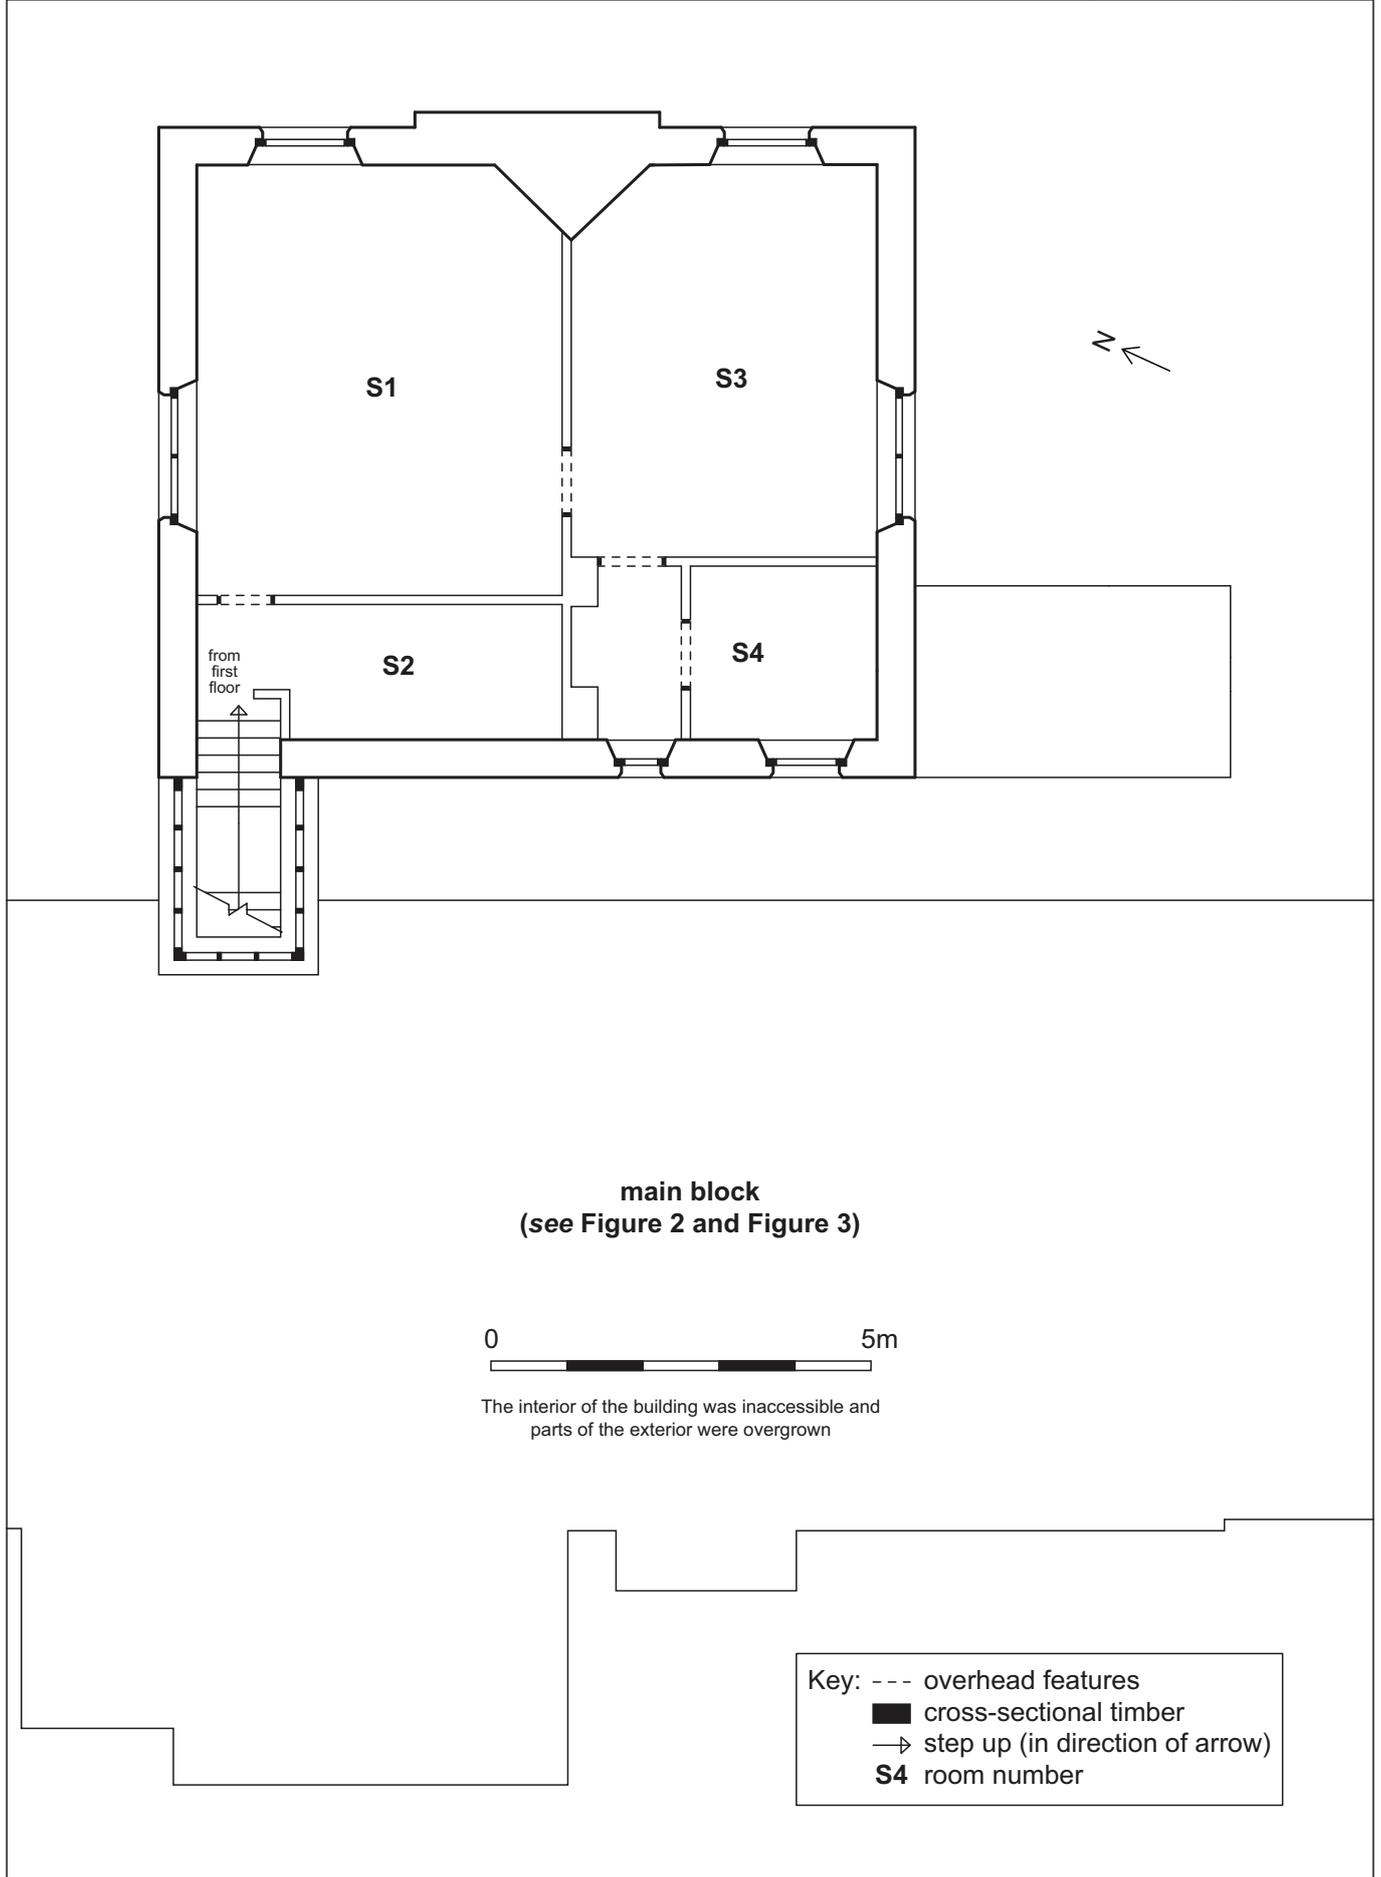 N
S1
S3
from
first
floor
S2
S4
main block
(see Figure 2 and Figure 3)
0 5m
The interior of the building was inaccessible and
parts of the exterior were overgrown
Key: overhead features
cross-sectional timber
step up (in direction of arrow)
S4 room number